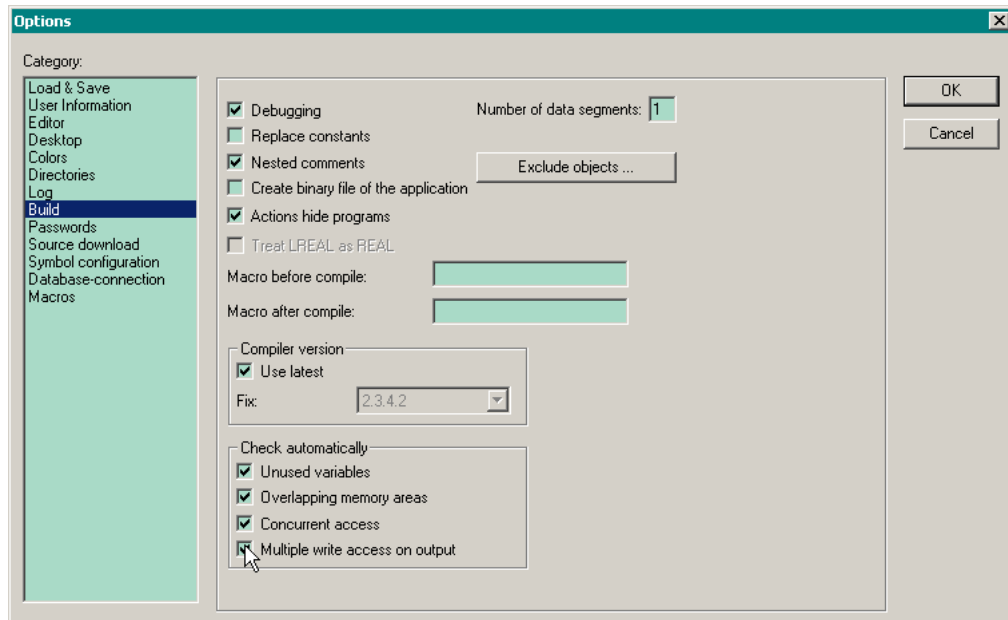 Options
Category:
Load & Save
User Information
Editor
Desktop
Colors
Directories
Log
Build
Passwords
Source download
Symbol configuration
Database-connection
Macros
Debugging
Number of data segments: 1
Replace constants
Nested comments
Exclude objects ...
Create binary file of the application
Actions hide programs
Treat LREAL as REAL
Macro before compile:
Macro after compile:
Compiler version
Use latest
Fix: 2.3.4.2
Check automatically
Unused variables
Overlapping memory areas
Concurrent access
Multiple write access on output
OK
Cancel